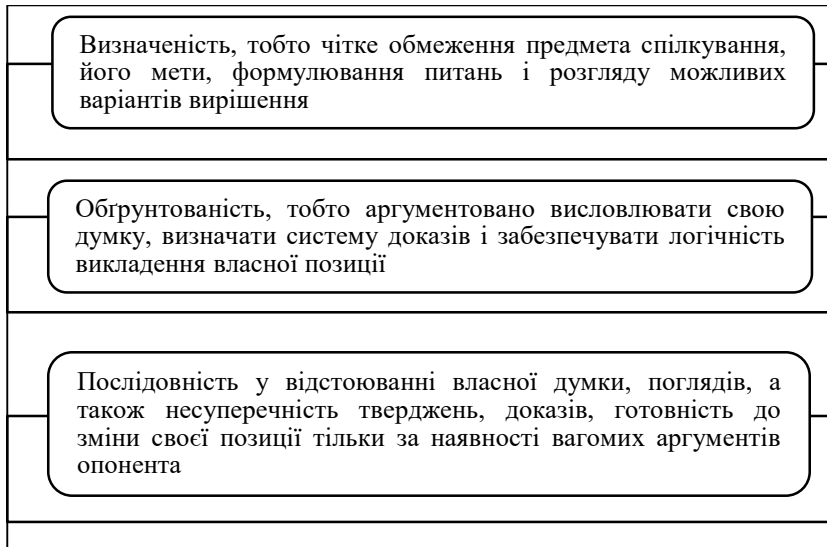 Визначеність, тобто чітке обмеження предмета спілкування,
його мети, формулювання питань і розгляду можливих
варіантів вирішення
Обґрунтованість, тобто аргументовано висловлювати свою
думку, визначати систему доказів і забезпечувати логічність
викладення власної позиції
Послідовність у відстоюванні власної думки, поглядів, а
також несуперечність тверджень, доказів, готовність до
зміни своєї позиції тільки за наявності вагомих аргументів
опонента